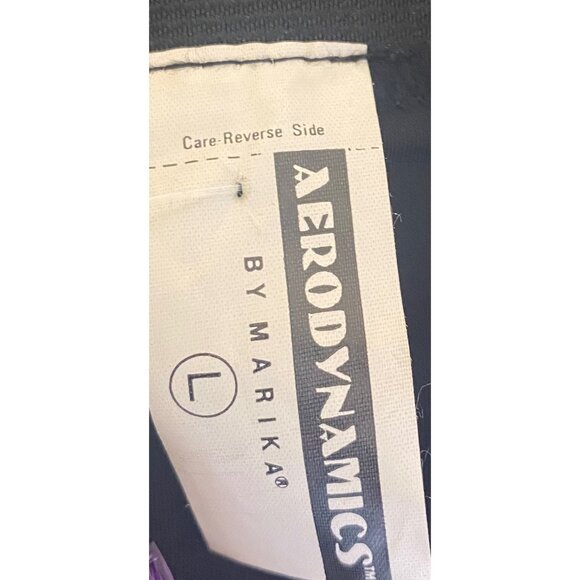 Care-Reverse Side
AERODYNAMICS™
BY MARIKA®
L